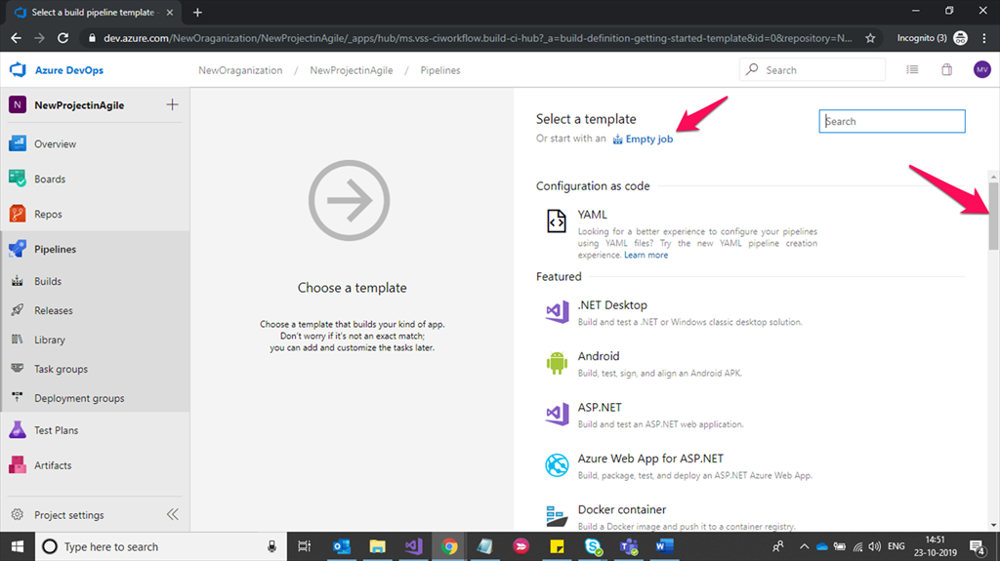 Select a build pipeline template -
dev.azure.com/NewOraganization/NewProjectinAgile/_apps/hub/ms.vss-ciworkflow.build-ci-hub?_a=build-definition-getting-started-template&id=0&repository=N...
Incognito (3)
MV
Azure DevOps
NewOraganization / NewProjectinAgile / Pipelines
Search
MV
N
NewProjectinAgile
Overview
Boards
Repos
Pipelines
Builds
Releases
Library
Task groups
Deployment groups
Test Plans
Artifacts
Project settings
Choose a template
Choose a template that builds your kind of app.
Don't worry if it's not an exact match;
you can add and customize the tasks later.
Select a template
Or start with an Empty job
Search
Configuration as code
YAML
Looking for a better experience to configure your pipelines
using YAML files? Try the new YAML pipeline creation
experience. Learn more
Featured
.NET Desktop
Build and test a .NET or Windows classic desktop solution.
Android
Build, test, sign, and align an Android APK.
ASP.NET
Build and test an ASP.NET web application.
Azure Web App for ASP.NET
Build, package, test, and deploy an ASP.NET Azure Web App.
Docker container
Build a Docker image and push it to a container registry.
Type here to search
ENG
14:51
23-10-2019
4